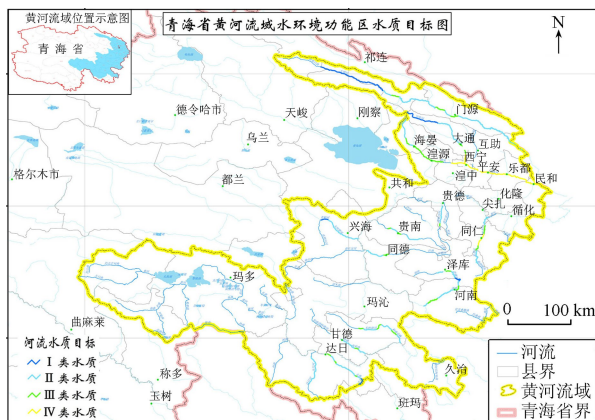 黄河流域位置示意图
青海省
青海省黄河流域水环境功能区水质目标图
N
祁连
门源
德令哈市
天峻
刚察
海晏
大通
互助
乌兰
湟源
西宁
平安
乐都
民和
格尔木市
都兰
湟中
共和
贵德
化隆
尖扎
循化
兴海
贵南
同仁
同德
泽库
玛多
河南
玛沁
0 100 km
曲麻莱
甘德
达日
久治
称多
玉树
班玛
河流水质目标
I 类水质
II 类水质
III 类水质
IV 类水质
河流
县界
黄河流域
青海省界